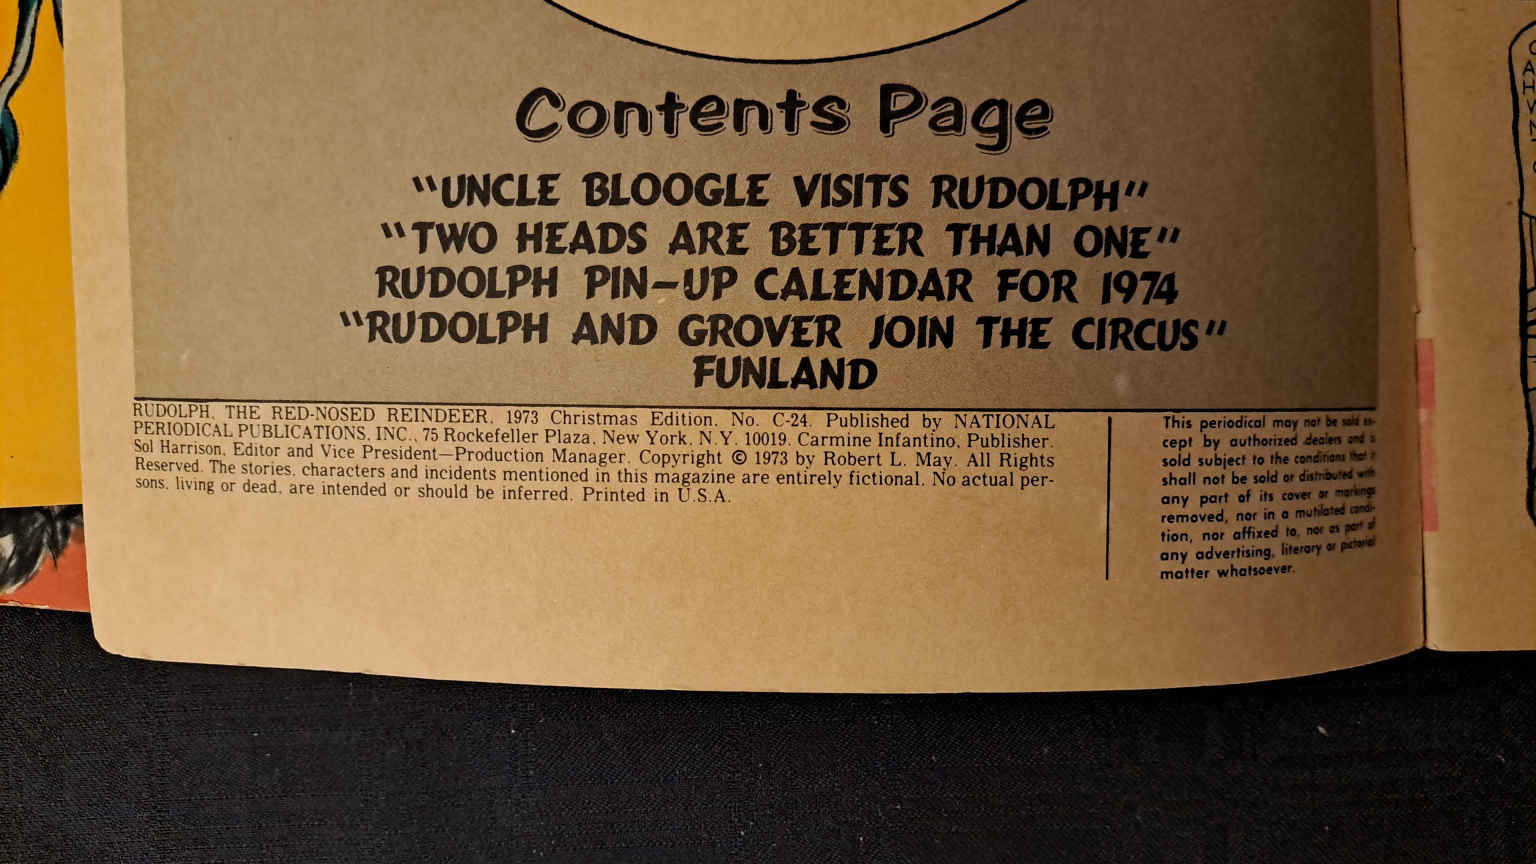 Contents Page
"UNCLE BLOOGLE VISITS RUDOLPH"
"TWO HEADS ARE BETTER THAN ONE"
RUDOLPH PIN-UP CALENDAR FOR 1974
"RUDOLPH AND GROVER JOIN THE CIRCUS"
FUNLAND
RUDOLPH, THE RED-NOSED REINDEER, 1973 Christmas Edition, No. C-24. Published by NATIONAL
PERIODICAL PUBLICATIONS, INC., 75 Rockefeller Plaza, New York, N.Y. 10019. Carmine Infantino, Publisher.
Sol Harrison, Editor and Vice President—Production Manager. Copyright © 1973 by Robert L. May. All Rights
Reserved. The stories, characters and incidents mentioned in this magazine are entirely fictional. No actual per-
sons, living or dead, are intended or should be inferred. Printed in U.S.A.
This periodical may not be sold ex-
cept by authorized dealers and is
sold subject to the conditions that it
shall not be sold or distributed with
any part of its cover or markings
removed, nor in a mutilated condi-
tion, nor affixed to, nor as part of
any advertising, literary or pictorial
matter whatsoever.